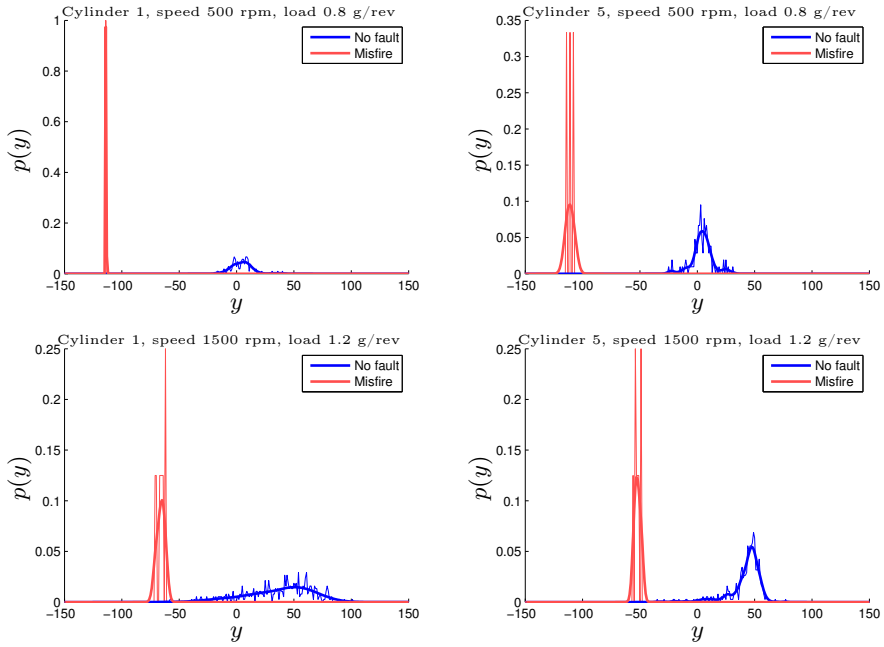 Cylinder 1, speed 500 rpm, load 0.8 g/rev
1
0.8
0.6
0.4
0.2
0
p(y)
No fault
Misfire
−150 −100 −50 0 50 100 150
y
Cylinder 5, speed 500 rpm, load 0.8 g/rev
0.35
0.3
0.25
0.2
0.15
0.1
0.05
0
p(y)
No fault
Misfire
−150 −100 −50 0 50 100 150
y
Cylinder 1, speed 1500 rpm, load 1.2 g/rev
0.25
0.2
0.15
0.1
0.05
0
p(y)
No fault
Misfire
−150 −100 −50 0 50 100 150
y
Cylinder 5, speed 1500 rpm, load 1.2 g/rev
0.25
0.2
0.15
0.1
0.05
0
p(y)
No fault
Misfire
−150 −100 −50 0 50 100 150
y